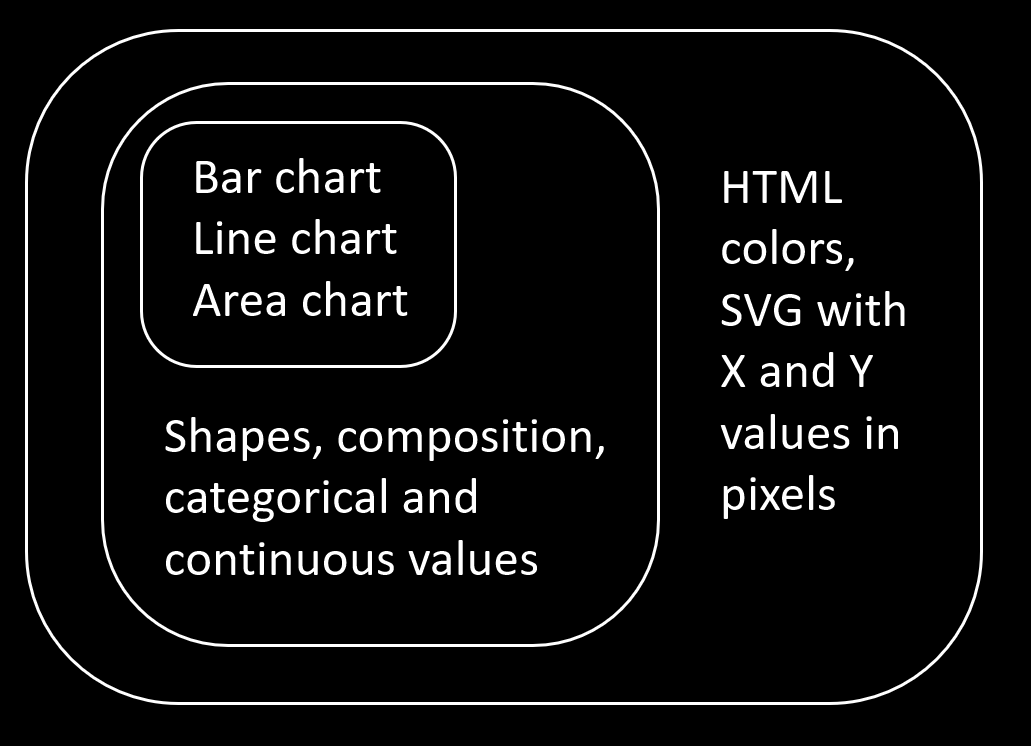 Bar chart
Line chart
Area chart
Shapes, composition,
categorical and
continuous values
HTML
colors,
SVG with
X and Y
values in
pixels